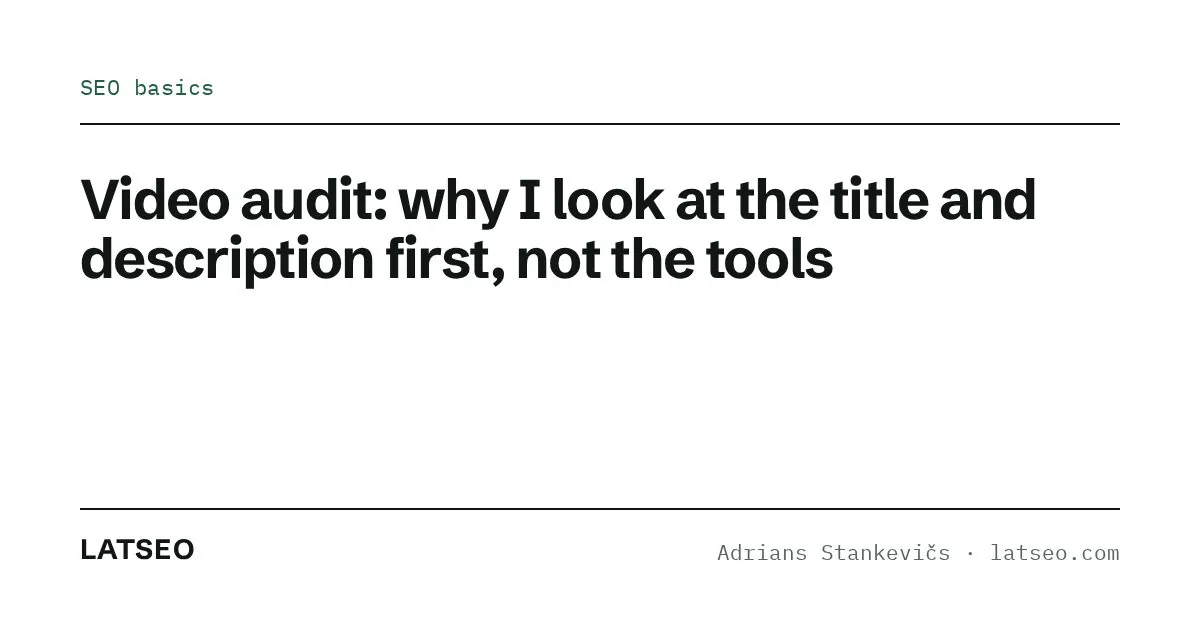 SEO basics
Video audit: why I look at the title and
description first, not the tools
LATSEO
Adrians Stankevičs · latseo.com